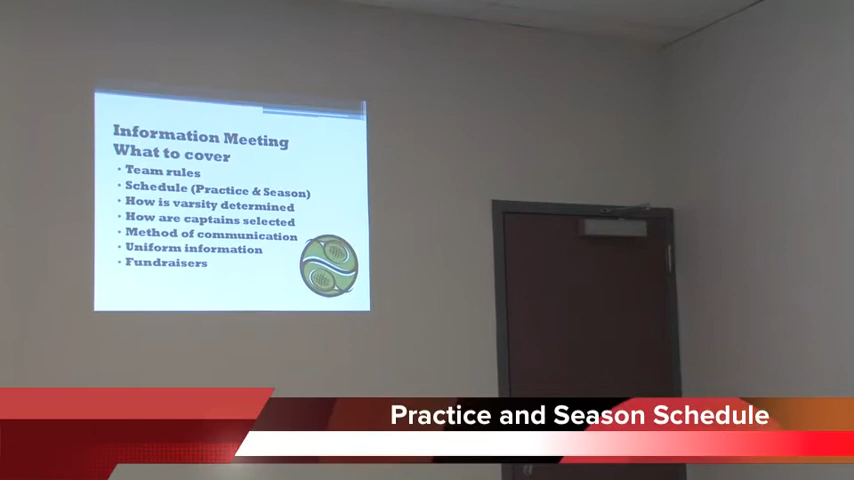 Information Meeting
What to cover
• Team rules
• Schedule (Practice & Season)
• How is varsity determined
• How are captains selected
• Method of communication
• Uniform information
• Fundraisers
Practice and Season Schedule